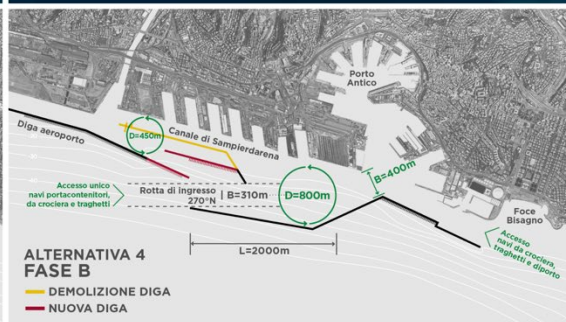 Porto
Antico
Diga aeroporto
D=450m
Canale di Sampierdarena
Accesso unico
navi portacontenitori,
da crociera e traghetti
Rotta di ingresso
270°N
B=310m
D=800m
B=400m
Foce
Bisagno
Accesso
navi da crociera,
traghetti e diporto
L=2000m
ALTERNATIVA 4
FASE B
DEMOLIZIONE DIGA
NUOVA DIGA